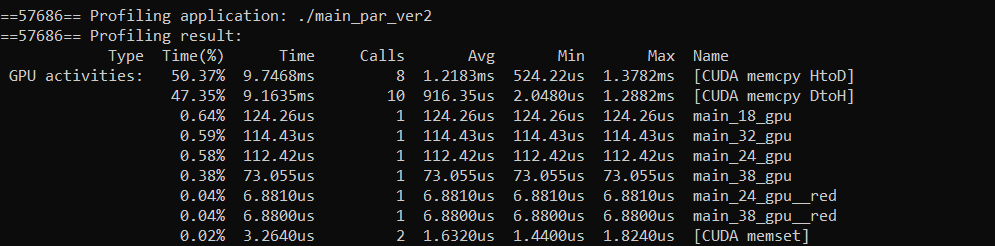 ==57686== Profiling application: ./main_par_ver2
==57686== Profiling result:
Type Time(%) Time Calls Avg Min Max Name
GPU activities: 50.37% 9.7468ms 8 1.2183ms 524.22us 1.3782ms [CUDA memcpy HtoD]
47.35% 9.1635ms 10 916.35us 2.0480us 1.2882ms [CUDA memcpy DtoH]
0.64% 124.26us 1 124.26us 124.26us 124.26us main_18_gpu
0.59% 114.43us 1 114.43us 114.43us 114.43us main_32_gpu
0.58% 112.42us 1 112.42us 112.42us 112.42us main_24_gpu
0.38% 73.055us 1 73.055us 73.055us 73.055us main_38_gpu
0.04% 6.8810us 1 6.8810us 6.8810us 6.8810us main_24_gpu__red
0.04% 6.8800us 1 6.8800us 6.8800us 6.8800us main_38_gpu__red
0.02% 3.2640us 2 1.6320us 1.4400us 1.8240us [CUDA memset]